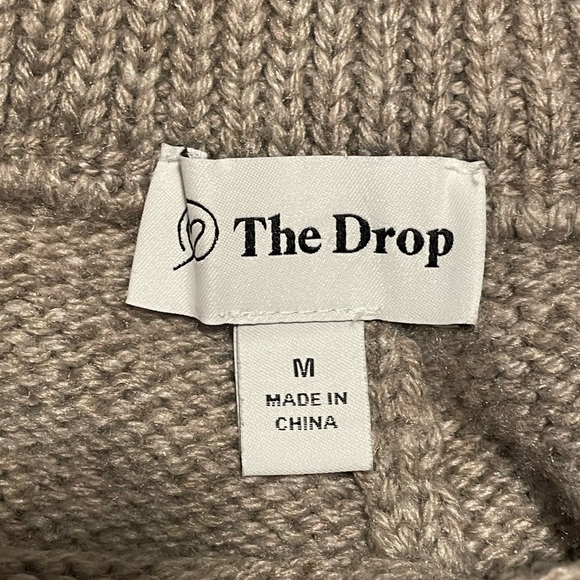 The Drop
M
MADE IN
CHINA